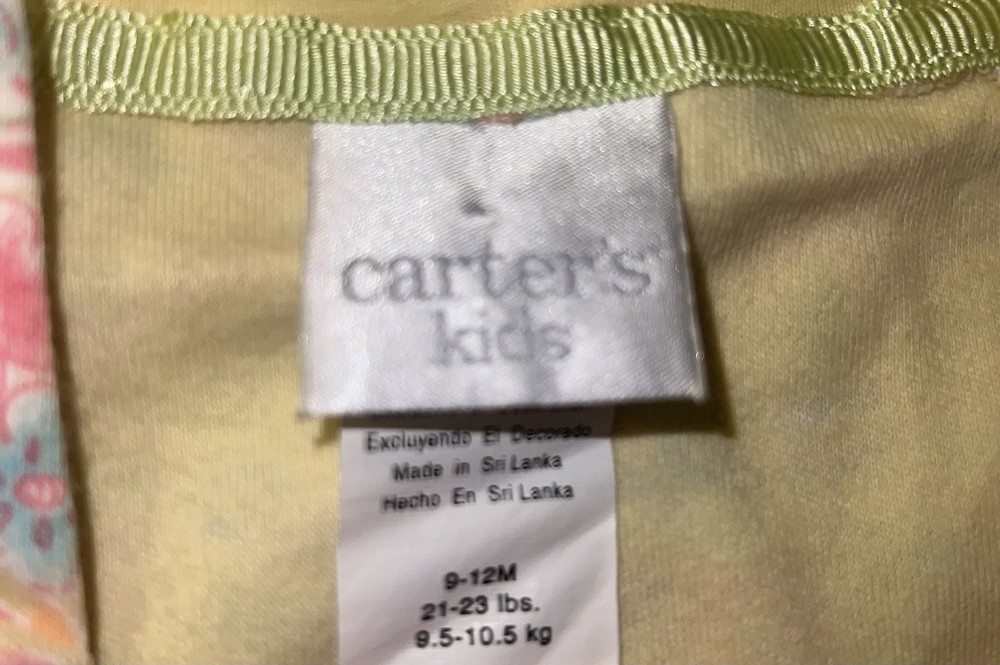 carter's
kids
Excluyendo El Decorado
Made in Sri Lanka
Hecho En Sri Lanka
9-12M
21-23 lbs.
9.5-10.5 kg